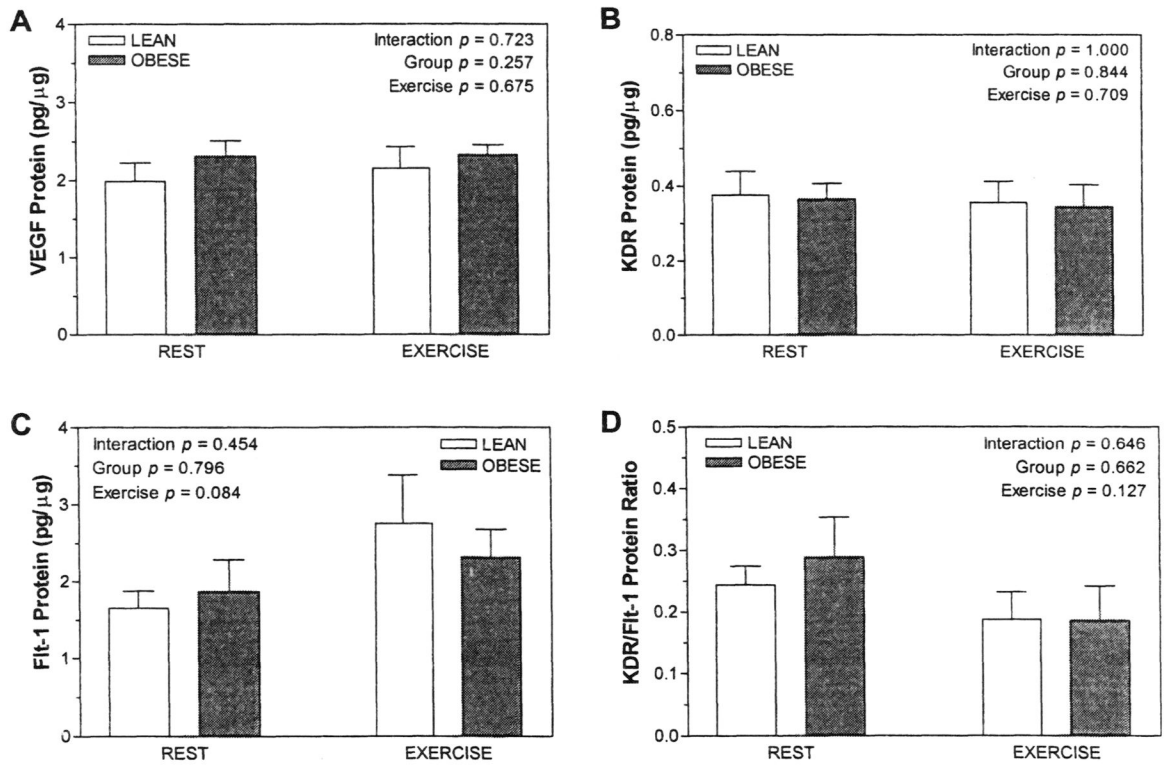 A
VEGF Protein (pg/μg)
4
3
2
1
0
LEAN
OBESE
Interaction p = 0.723
Group p = 0.257
Exercise p = 0.675
REST
EXERCISE
B
KDR Protein (pg/μg)
0.8
0.6
0.4
0.2
0.0
LEAN
OBESE
Interaction p = 1.000
Group p = 0.844
Exercise p = 0.709
REST
EXERCISE
C
Flt-1 Protein (pg/μg)
4
3
2
1
0
Interaction p = 0.454
Group p = 0.796
Exercise p = 0.084
LEAN
OBESE
REST
EXERCISE
D
KDR/Flt-1 Protein Ratio
0.5
0.4
0.3
0.2
0.1
0.0
LEAN
OBESE
Interaction p = 0.646
Group p = 0.662
Exercise p = 0.127
REST
EXERCISE